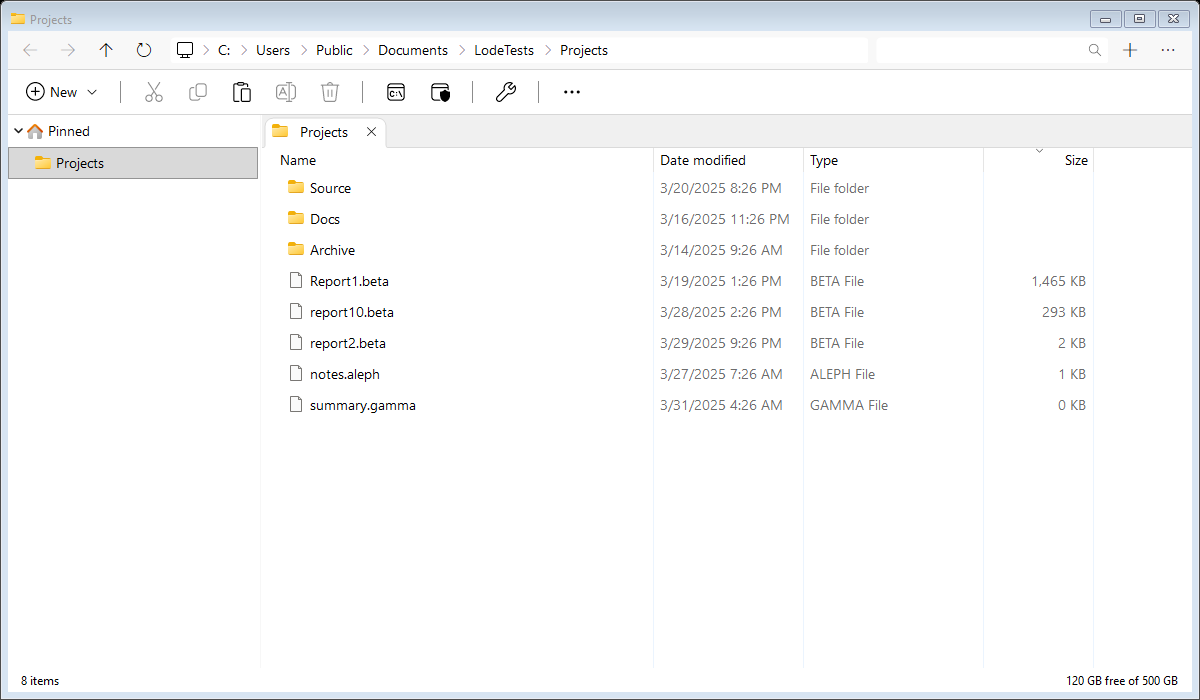 Projects
C: Users Public Documents LodeTests Projects
New
Pinned
Projects
Projects
Name Date modified Type Size
Source 3/20/2025 8:26 PM File folder
Docs 3/16/2025 11:26 PM File folder
Archive 3/14/2025 9:26 AM File folder
Report1.beta 3/19/2025 1:26 PM BETA File 1,465 KB
report10.beta 3/28/2025 2:26 PM BETA File 293 KB
report2.beta 3/29/2025 9:26 PM BETA File 2 KB
notes.aleph 3/27/2025 7:26 AM ALEPH File 1 KB
summary.gamma 3/31/2025 4:26 AM GAMMA File 0 KB
8 items 120 GB free of 500 GB